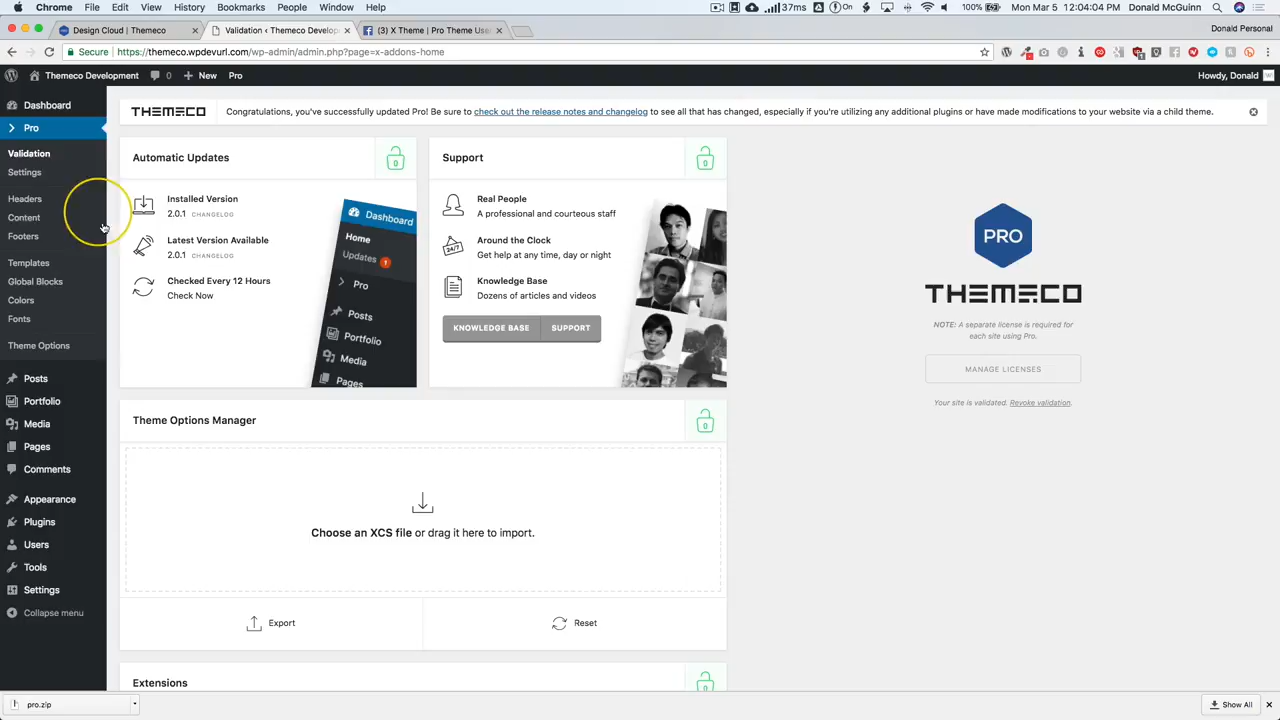 Chrome File Edit View History Bookmarks People Window Help 37ms On 100% Mon Mar 5 12:04:04 PM Donald McGuinn
Design Cloud | Themeco Validation ‹ Themeco Developm (3) X Theme | Pro Theme User Donald Personal
Secure https://themeco.wpdevurl.com/wp-admin/admin.php?page=x-addons-home
Themeco Development 0 New Pro Howdy, Donald
Dashboard
Pro
Validation
Settings
Headers
Content
Footers
Templates
Global Blocks
Colors
Fonts
Theme Options
Posts
Portfolio
Media
Pages
Comments
Appearance
Plugins
Users
Tools
Settings
Collapse menu
THEMECO Congratulations, you've successfully updated Pro! Be sure to check out the release notes and changelog to see all that has changed, especially if you're utilizing any additional plugins or have made modifications to your website via a child theme.
Automatic Updates
Installed Version
2.0.1 CHANGELOG
Latest Version Available
2.0.1 CHANGELOG
Checked Every 12 Hours
Check Now
Dashboard
Home
Updates 1
Pro
Posts
Portfolio
Media
Pages
Support
Real People
A professional and courteous staff
24/7
Around the Clock
Get help at any time, day or night
Knowledge Base
Dozens of articles and videos
KNOWLEDGE BASE SUPPORT
PRO
THEMECO
NOTE: A separate license is required for
each site using Pro.
MANAGE LICENSES
Your site is validated. Revoke validation.
Theme Options Manager
Choose an XCS file or drag it here to import.
Export Reset
Extensions
pro.zip Show All